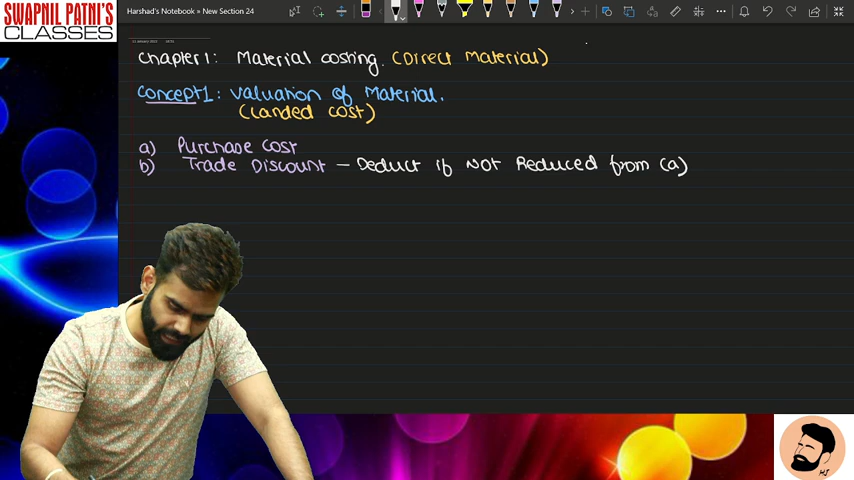 SWAPNIL PATNI'S
CLASSES
Harshad's Notebook » New Section 24
Chapter 1: Material costing. (Direct Material)
Concept 1: Valuation of Material.
(Landed cost)
a) Purchase Cost
b) Trade Discount – Deduct if NOT Reduced from (a)